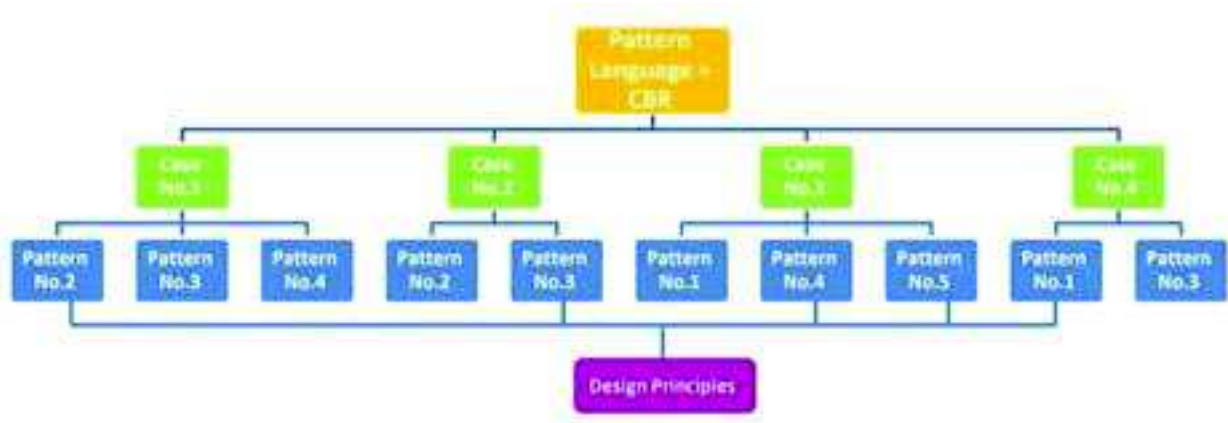 Pattern
Language -
CBR
Case
No.1
Case
No.2
Case
No.3
Case
No.4
Pattern
No.2
Pattern
No.3
Pattern
No.4
Pattern
No.2
Pattern
No.3
Pattern
No.1
Pattern
No.4
Pattern
No.5
Pattern
No.1
Pattern
No.3
Design Principles